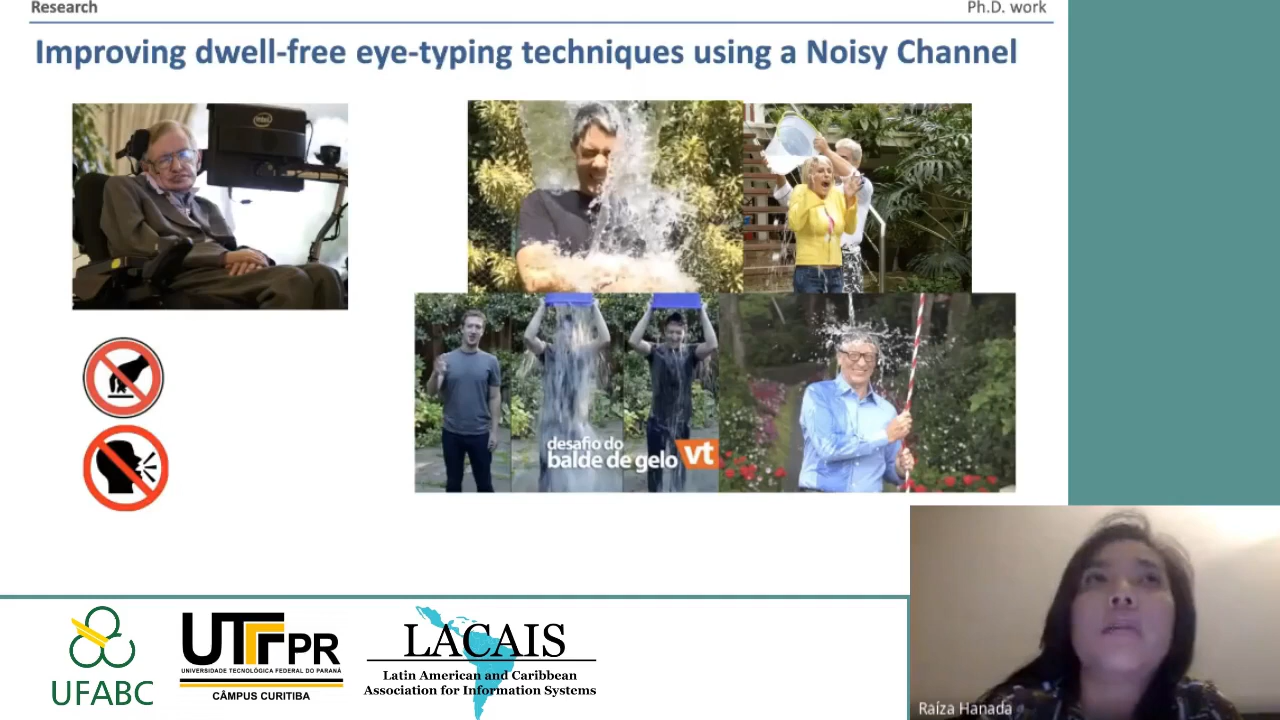 Research
Ph.D. work
Improving dwell-free eye-typing techniques using a Noisy Channel
intel
desafio do
balde de gelo
vt
UFABC
UTFPR
UNIVERSIDADE TECNOLÓGICA FEDERAL DO PARANÁ
CÂMPUS CURITIBA
LACAIS
Latin American and Caribbean
Association for Information Systems
Raíza Hanada